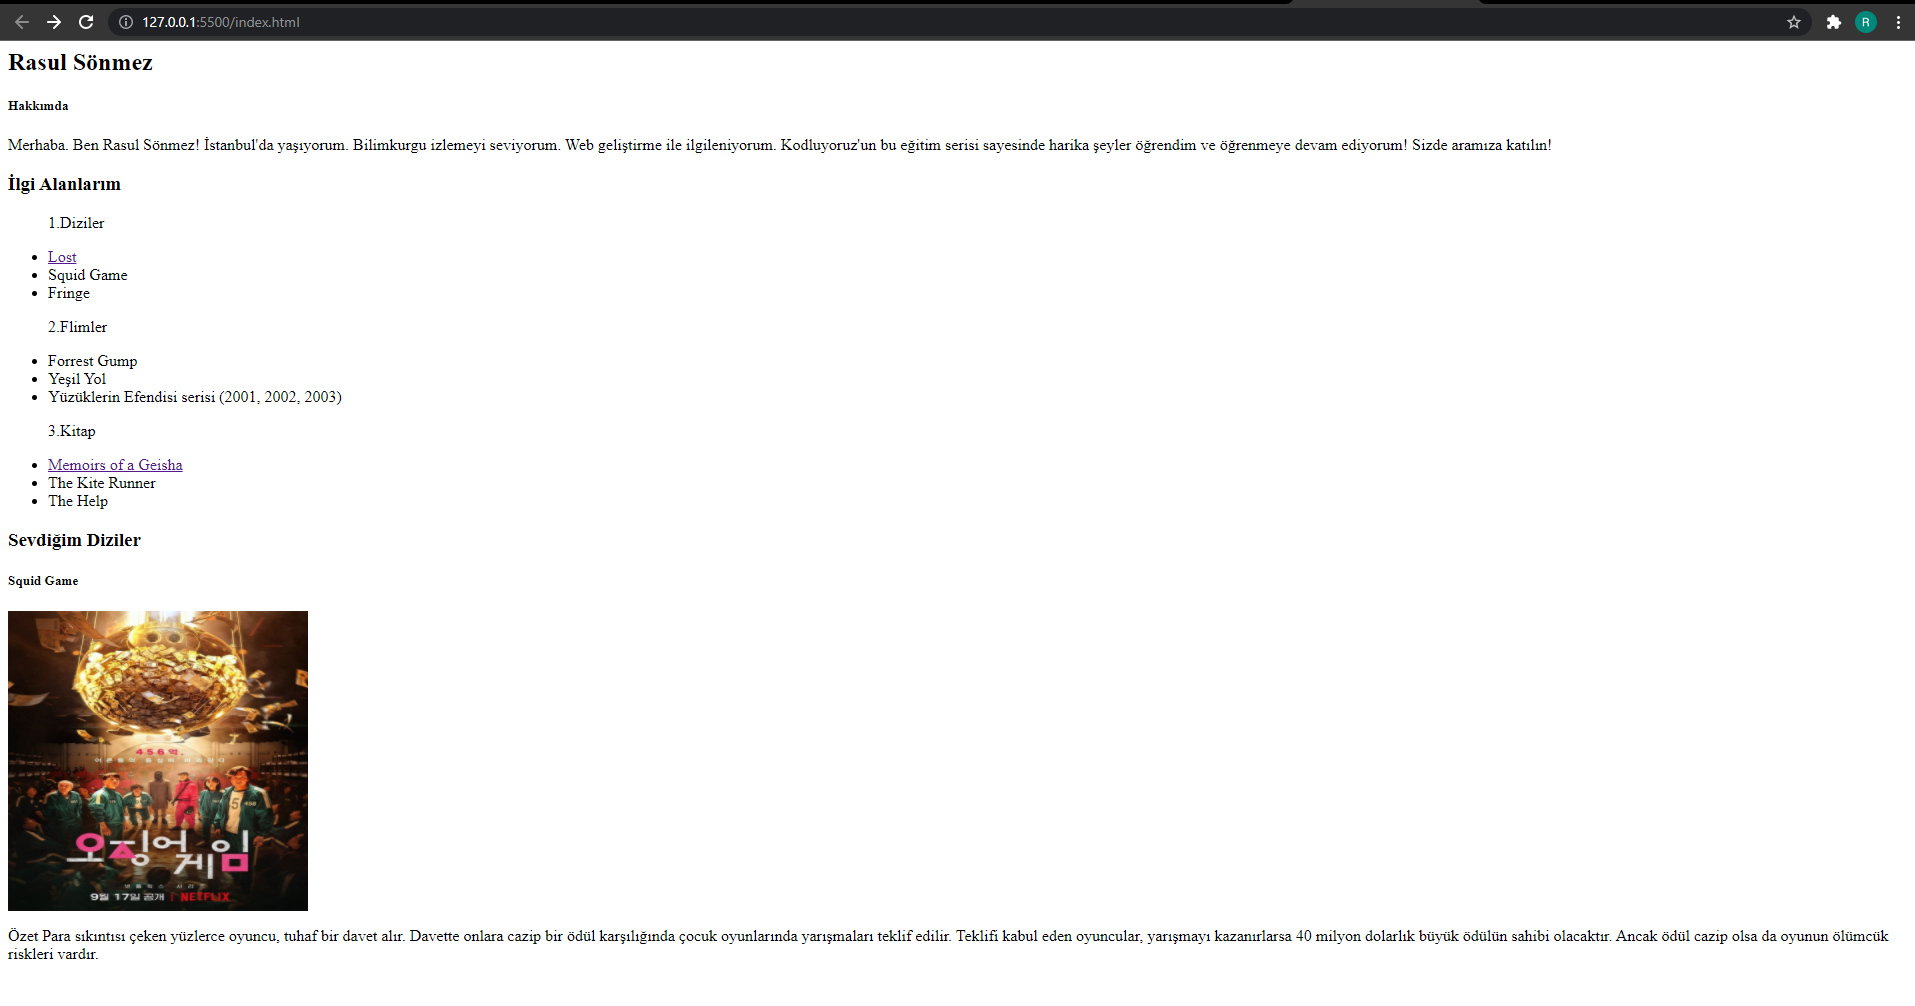 127.0.0.1:5500/index.html
R
Rasul Sönmez
Hakkımda
Merhaba. Ben Rasul Sönmez! İstanbul'da yaşıyorum. Bilimkurgu izlemeyi seviyorum. Web geliştirme ile ilgileniyorum. Kodluyoruz'un bu eğitim serisi sayesinde harika şeyler öğrendim ve öğrenmeye devam ediyorum! Sizde aramıza katılın!
İlgi Alanlarım
1.Diziler
Lost
Squid Game
Fringe
2.Flimler
Forrest Gump
Yeşil Yol
Yüzüklerin Efendisi serisi (2001, 2002, 2003)
3.Kitap
Memoirs of a Geisha
The Kite Runner
The Help
Sevdiğim Diziler
Squid Game
456억,
오징어
게임
9월 17일 공개 NETFLIX
Özet Para sıkıntısı çeken yüzlerce oyuncu, tuhaf bir davet alır. Davette onlara cazip bir ödül karşılığında çocuk oyunlarında yarışmaları teklif edilir. Teklifi kabul eden oyuncular, yarışmayı kazanırlarsa 40 milyon dolarlık büyük ödülün sahibi olacaktır. Ancak ödül cazip olsa da oyunun ölümcük
riskleri vardır.